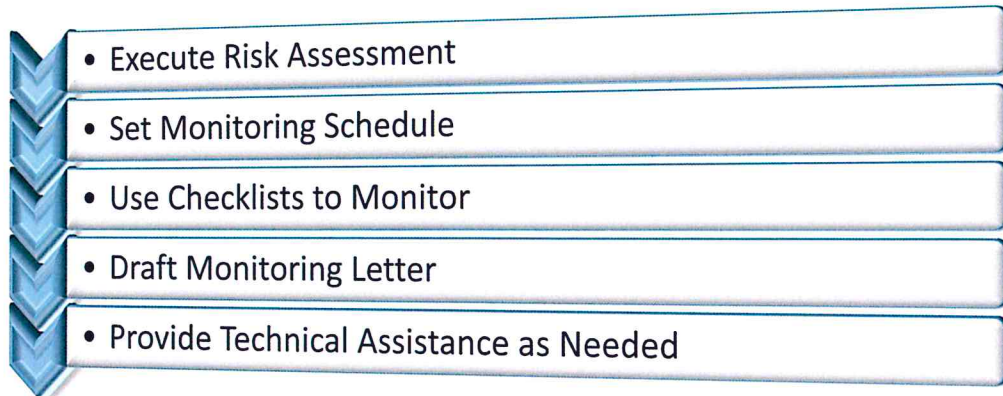 • Execute Risk Assessment
• Set Monitoring Schedule
• Use Checklists to Monitor
• Draft Monitoring Letter
• Provide Technical Assistance as Needed